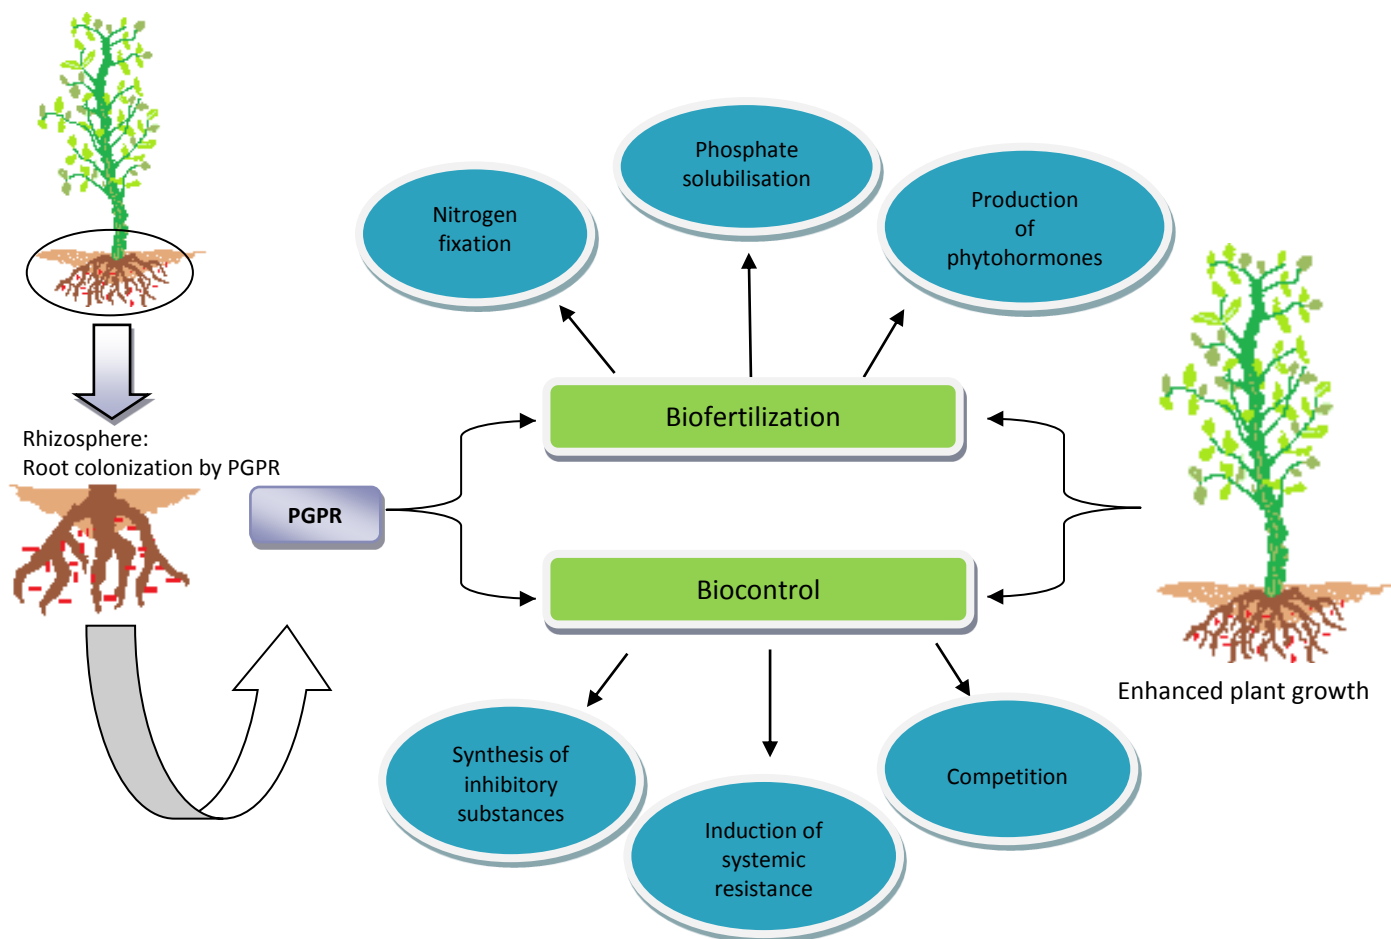 Phosphate
solubilisation
Nitrogen
fixation
Production
of
phytohormones
Rhizosphere:
Root colonization by PGPR
Biofertilization
PGPR
Biocontrol
Enhanced plant growth
Synthesis of
inhibitory
substances
Induction of
systemic
resistance
Competition